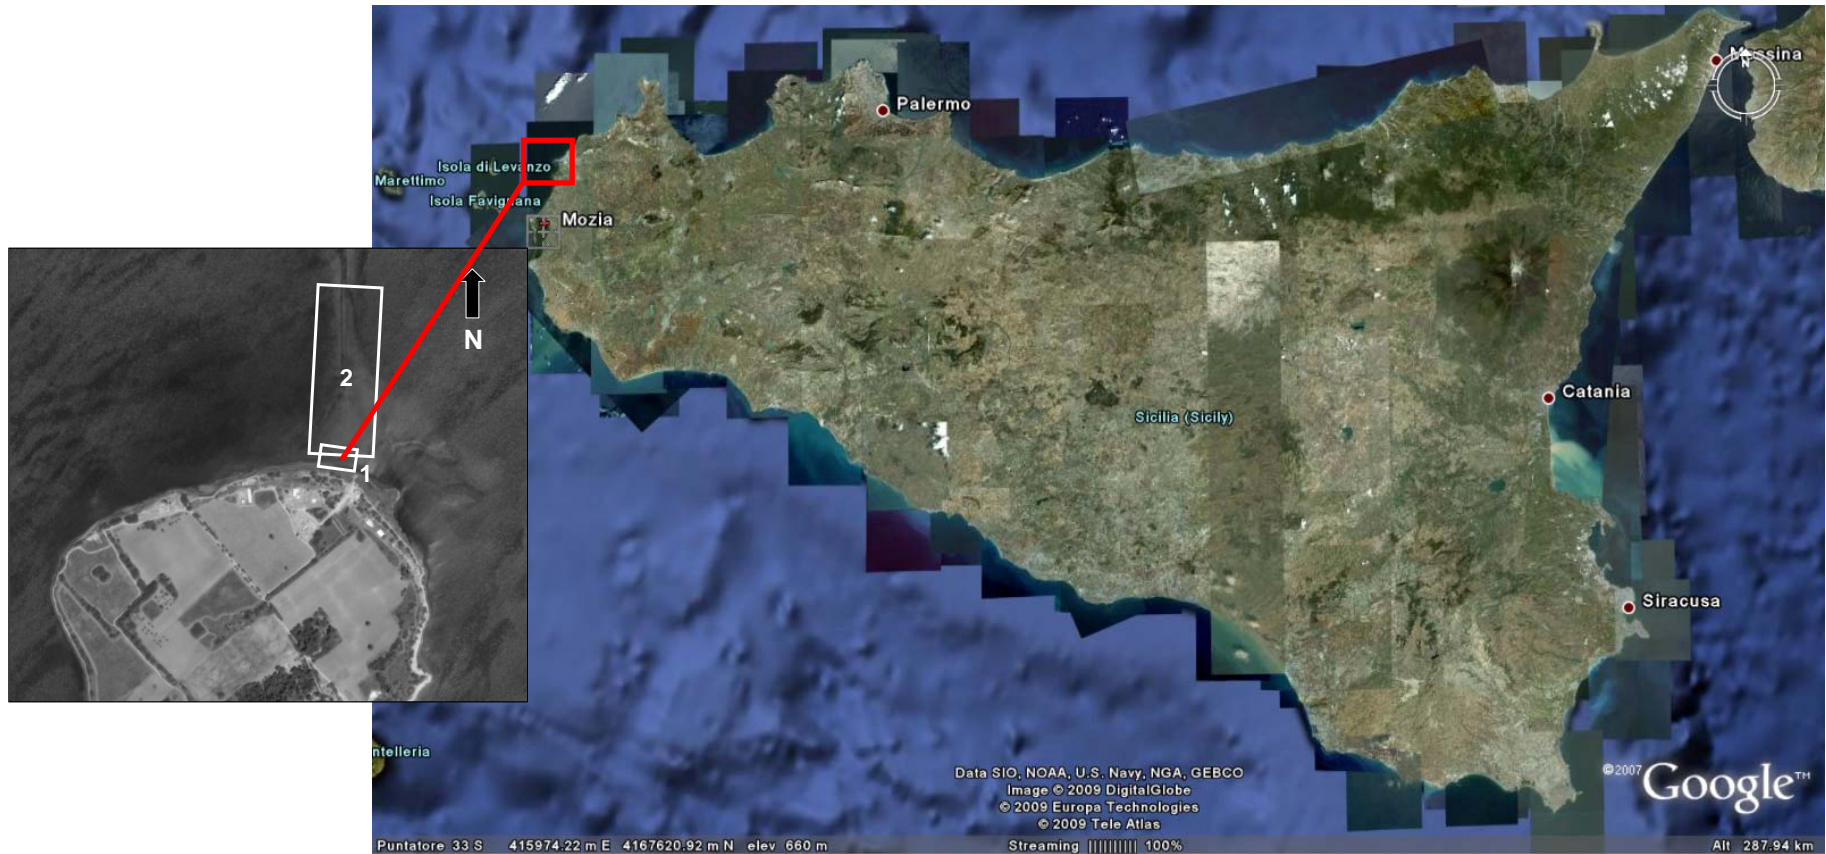 Messina
N
Palermo
Isola di Levanzo
Marettimo
Isola Favignana
Mozia
N
2
1
Catania
Sicilia (Sicily)
Siracusa
ntelleria
Data SIO, NOAA, U.S. Navy, NGA, GEBCO
Image © 2009 DigitalGlobe
© 2009 Europa Technologies
© 2009 Tele Atlas
©2007 Google™
Puntatore 33 S 415974.22 m E 4167620.92 m N elev 660 m Streaming |||||||||| 100% Alt 287.94 km